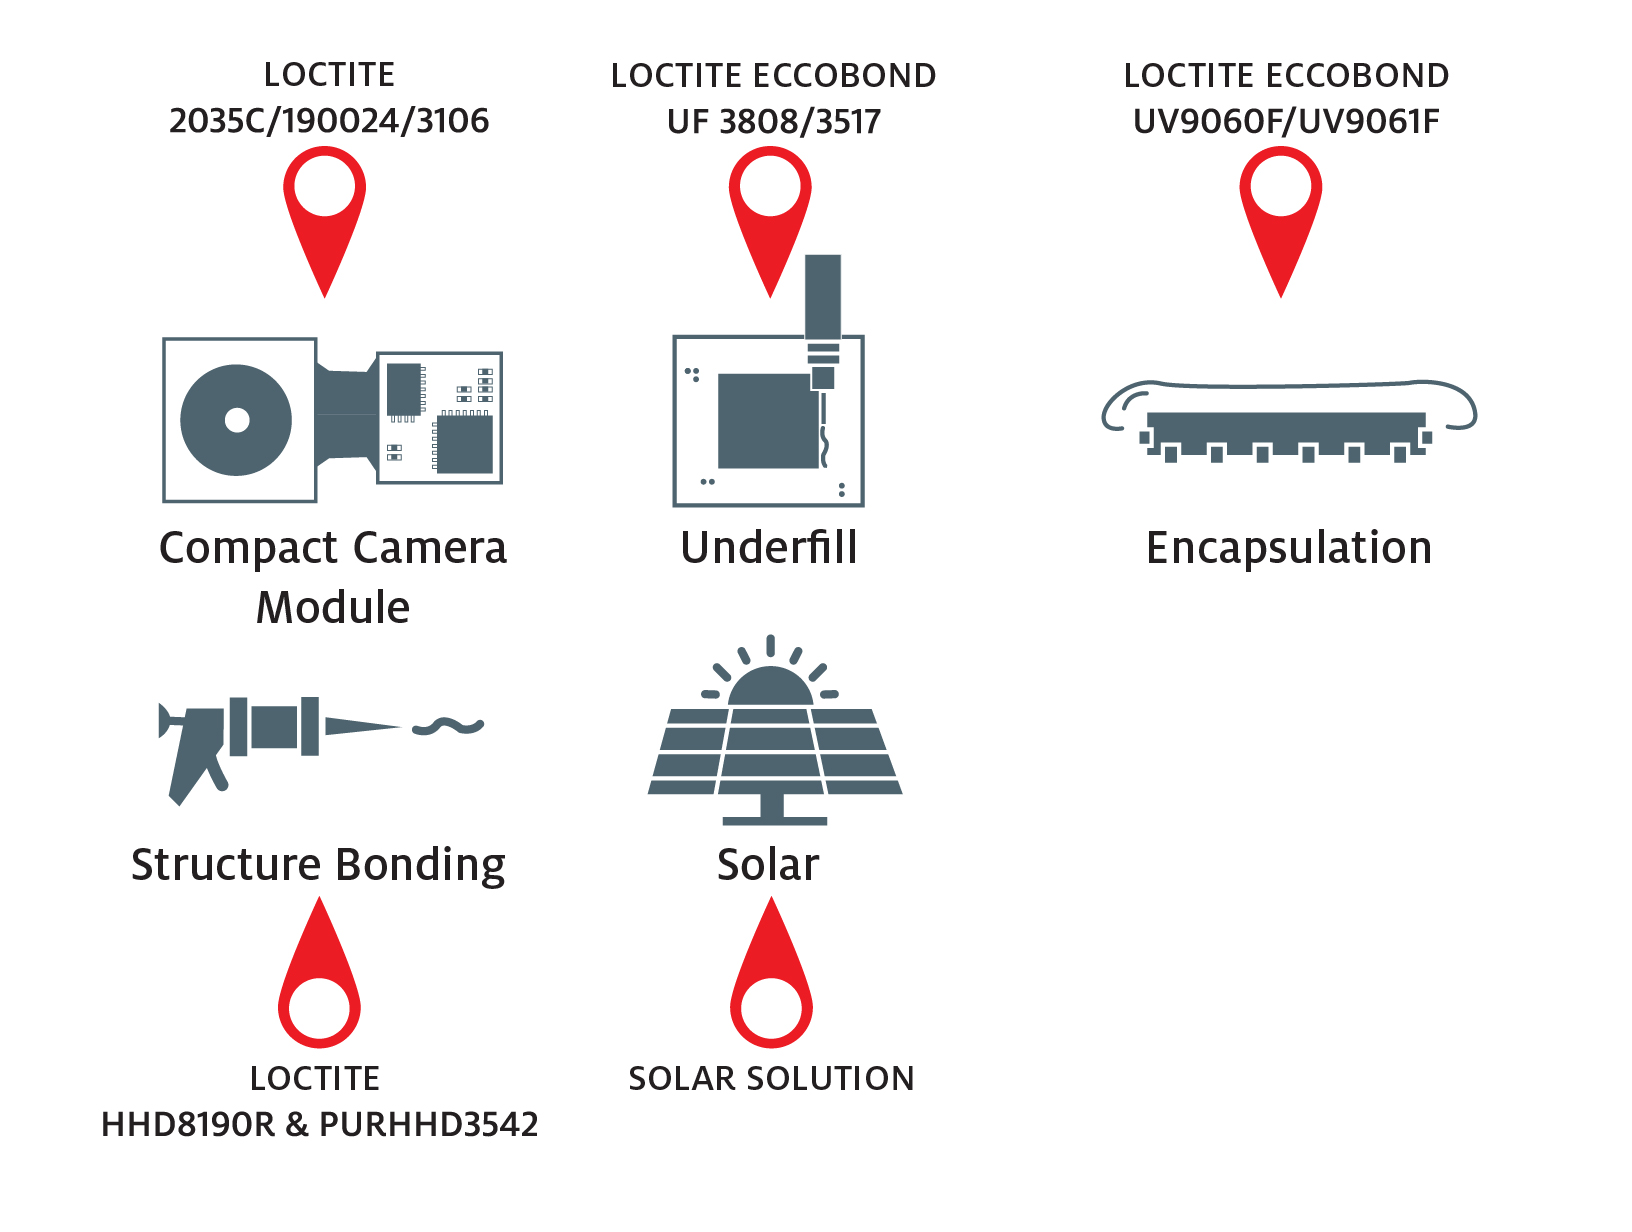 LOCTITE
2035C/190024/3106
LOCTITE ECCOBOND
UF 3808/3517
LOCTITE ECCOBOND
UV9060F/UV9061F
Compact Camera
Module
Underfill
Encapsulation
Structure Bonding
Solar
LOCTITE
HHD8190R & PURHHD3542
SOLAR SOLUTION